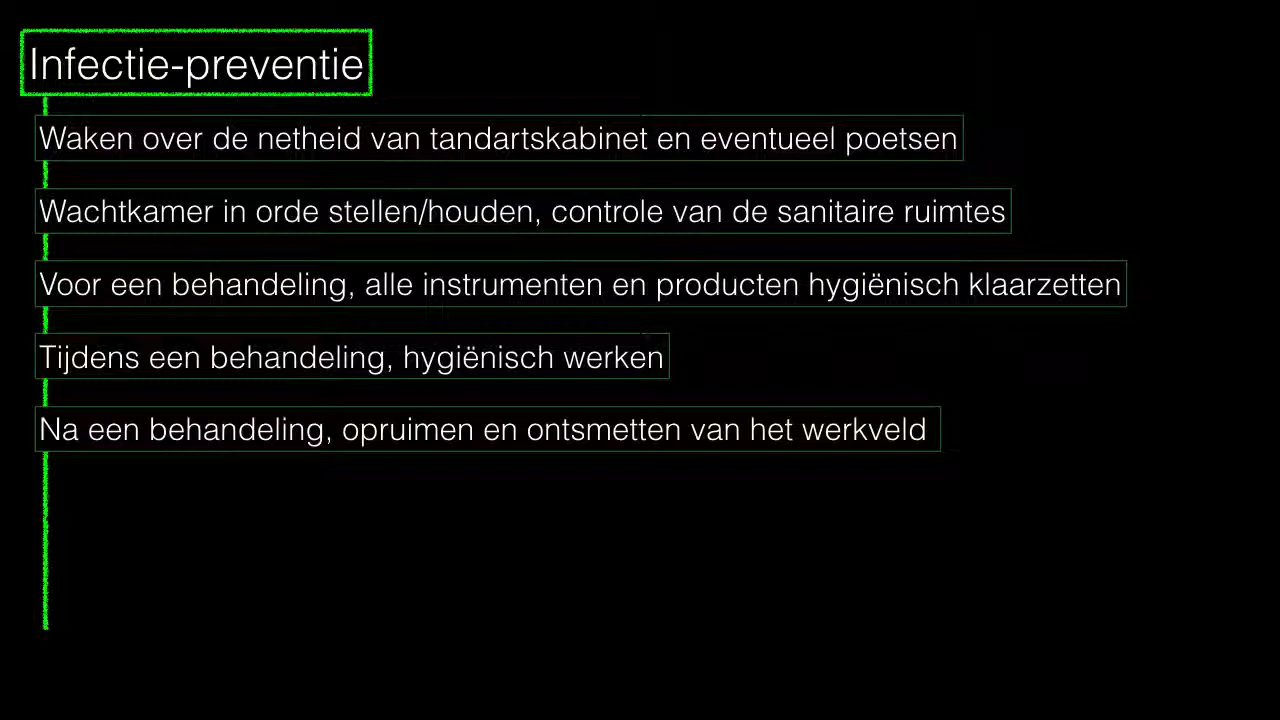 Infectie-preventie
Waken over de netheid van tandartskabinet en eventueel poetsen
Wachtkamer in orde stellen/houden, controle van de sanitaire ruimtes
Voor een behandeling, alle instrumenten en producten hygiënisch klaarzetten
Tijdens een behandeling, hygiënisch werken
Na een behandeling, opruimen en ontsmetten van het werkveld